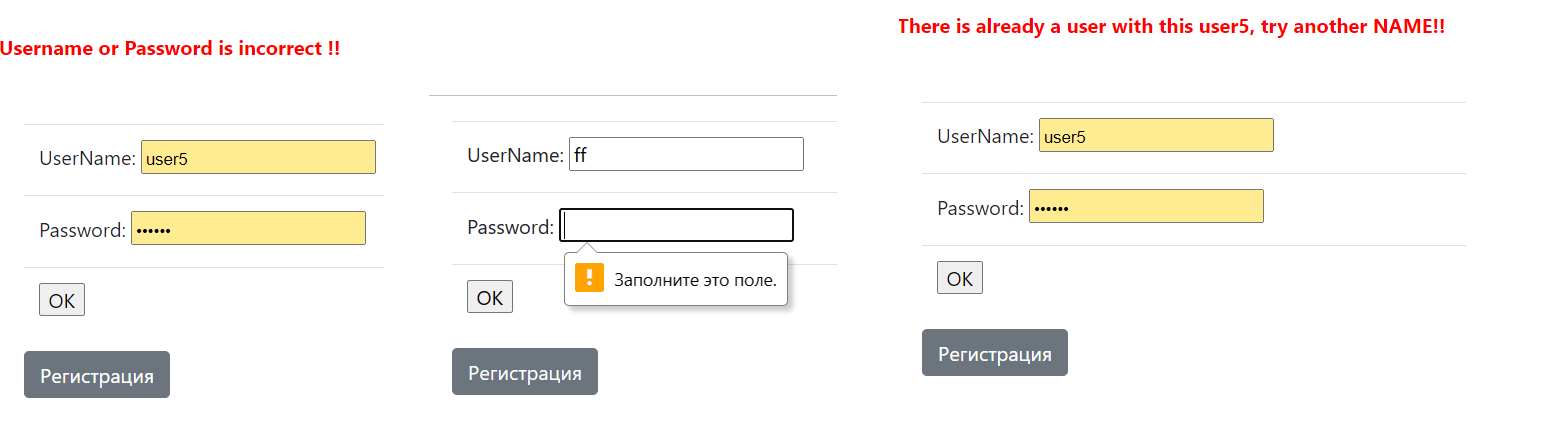 Username or Password is incorrect !!
UserName: user5
Password: ••••••
OK
Регистрация
UserName: ff
Password:
Заполните это поле.
OK
Регистрация
There is already a user with this user5, try another NAME!!
UserName: user5
Password: ••••••
OK
Регистрация